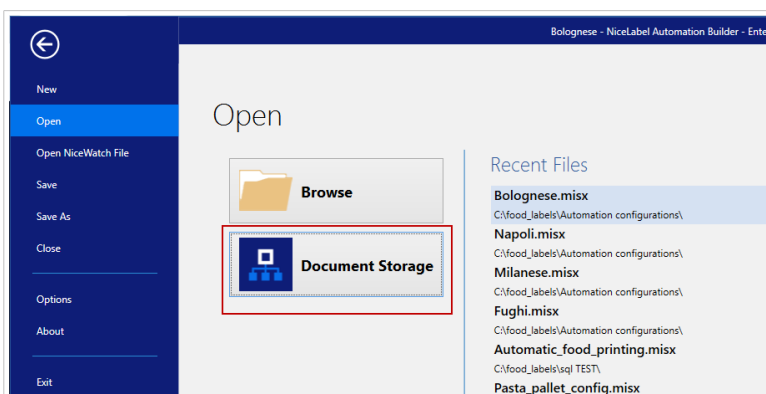 Bolognese - NiceLabel Automation Builder - Ente
New
Open
Open NiceWatch File
Save
Save As
Close
Options
About
Exit
Open
Browse
Document Storage
Recent Files
Bolognese.misx
C:\food_labels\Automation configurations\
Napoli.misx
C:\food_labels\Automation configurations\
Milanese.misx
C:\food_labels\Automation configurations\
Fughi.misx
C:\food_labels\Automation configurations\
Automatic_food_printing.misx
C:\food_labels\sql TEST\
Pasta_pallet_config.misx